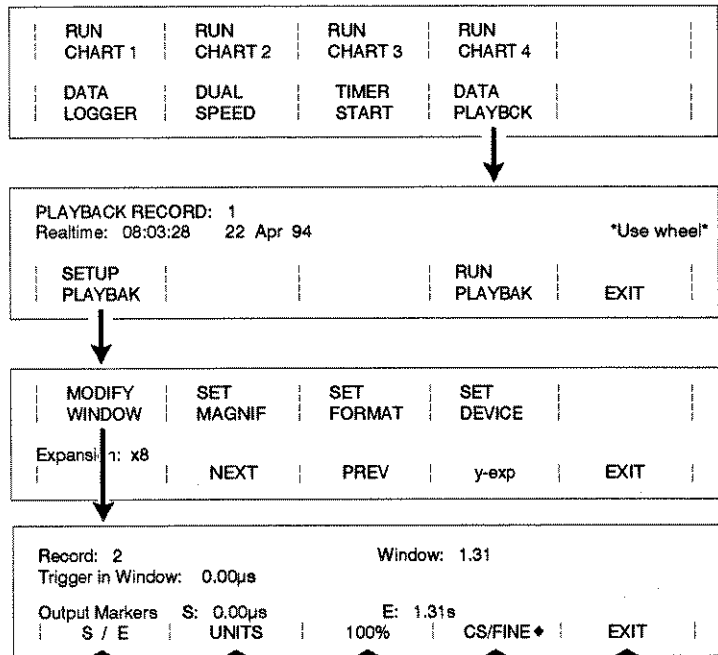 RUN CHART 1 RUN CHART 2 RUN CHART 3 RUN CHART 4
DATA LOGGER DUAL SPEED TIMER START DATA PLAYBCK
PLAYBACK RECORD: 1
Realtime: 08:03:28 22 Apr 94 *Use wheel*
SETUP PLAYBAK RUN PLAYBAK EXIT
MODIFY WINDOW SET MAGNIF SET FORMAT SET DEVICE
Expansion: x8
NEXT PREV y-exp EXIT
Record: 2 Window: 1.31
Trigger in Window: 0.00µs
Output Markers S: 0.00µs E: 1.31s
S / E UNITS 100% CS/FINE◆ EXIT